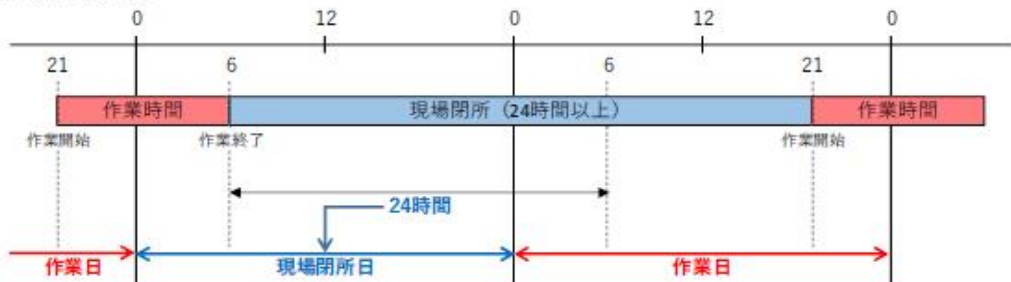 0 12 0 12 0
21 6 6 21
作業時間 現場閉所（24時間以上） 作業時間
作業開始 作業終了 作業開始
24時間
作業日 現場閉所日 作業日